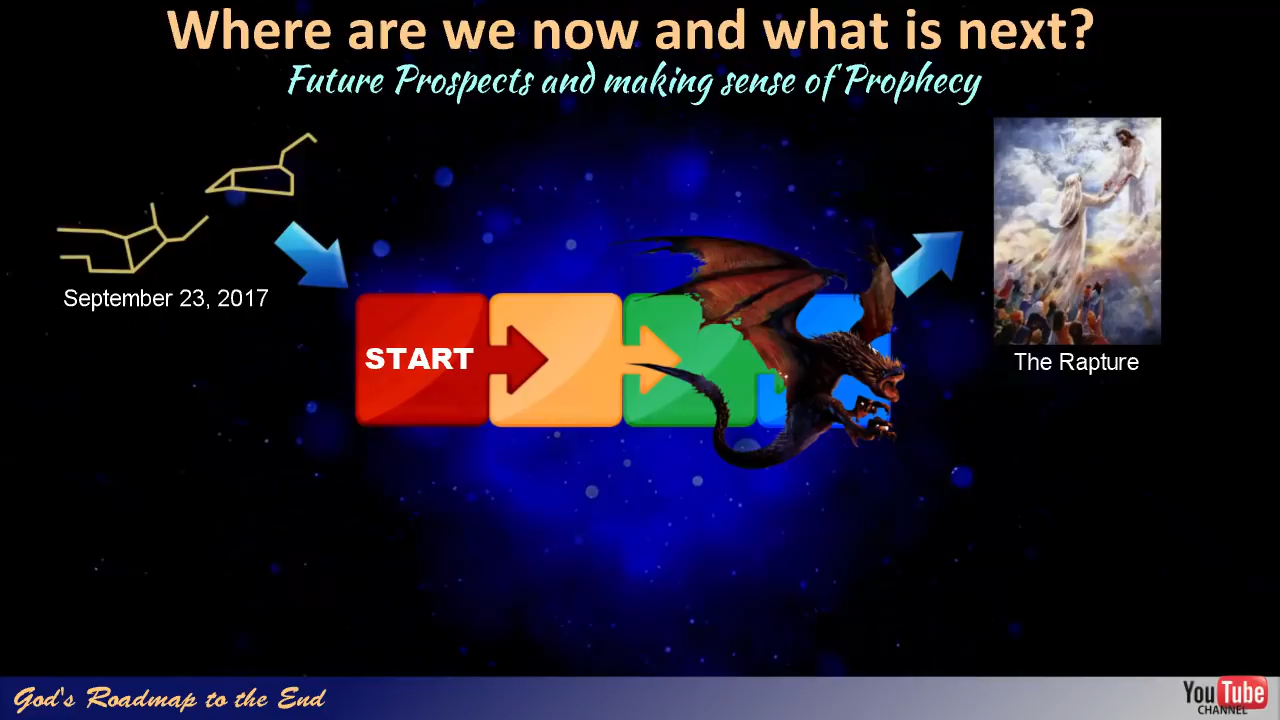 Where are we now and what is next?
Future Prospects and making sense of Prophecy
September 23, 2017
START
The Rapture
God's Roadmap to the End
YouTube
CHANNEL